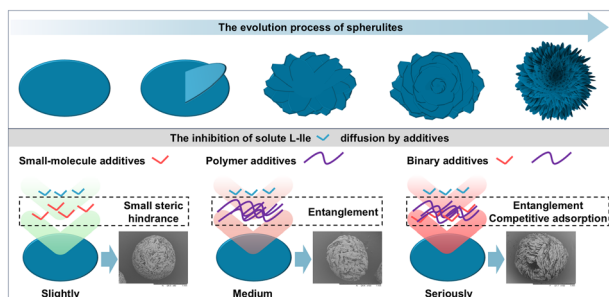 The evolution process of spherulites
The inhibition of solute L-Ile diffusion by additives
Small-molecule additives
Polymer additives
Binary additives
Small steric
hindrance
Entanglement
Entanglement
Competitive adsorption
Slightly
Medium
Seriously